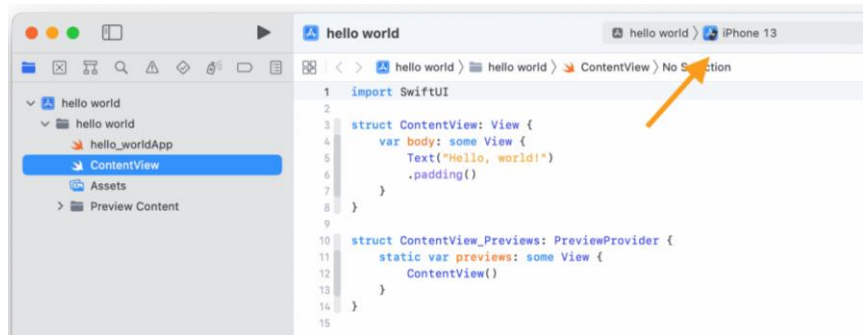 hello world
hello world 〉 iPhone 13
hello world 〉 hello world 〉 ContentView 〉 No Selection
hello world
hello world
hello_worldApp
ContentView
Assets
Preview Content
1 import SwiftUI
2
3 struct ContentView: View {
4 var body: some View {
5 Text("Hello, world!")
6 .padding()
7 }
8 }
9
10 struct ContentView_Previews: PreviewProvider {
11 static var previews: some View {
12 ContentView()
13 }
14 }
15